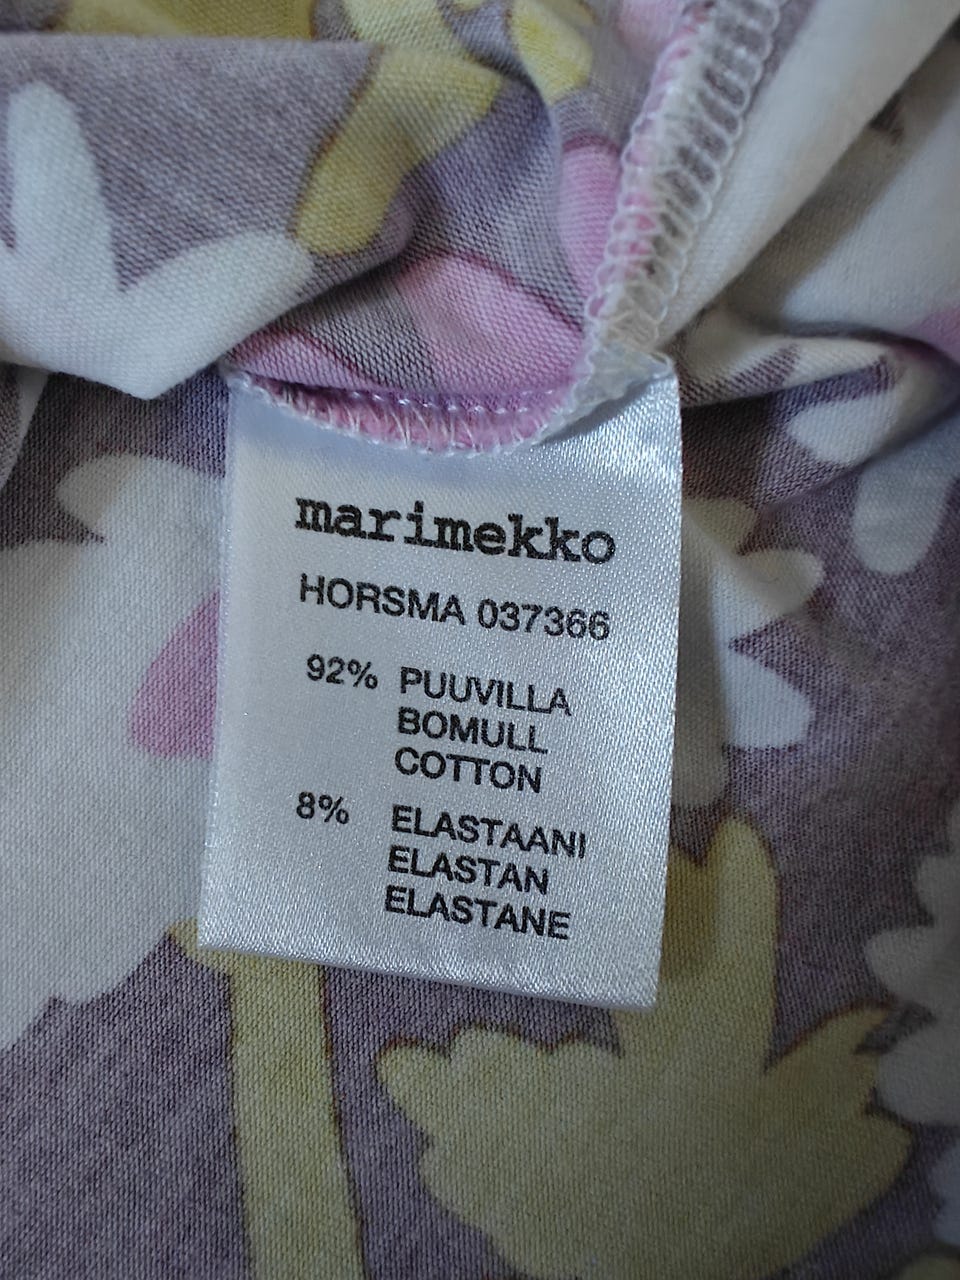 marimekko
HORSMA 037366
92% PUUVILLA
BOMULL
COTTON
8% ELASTAANI
ELASTAN
ELASTANE